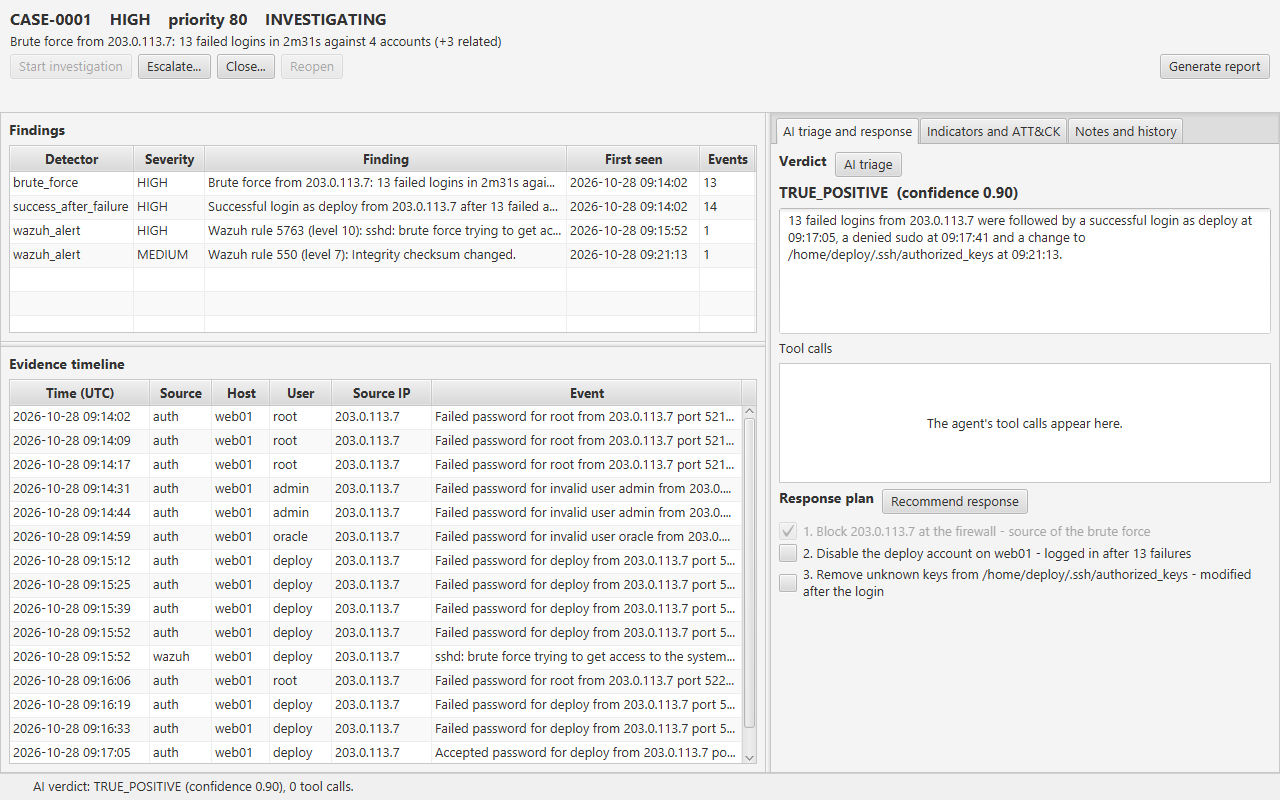 CASE-0001 HIGH priority 80 INVESTIGATING
Brute force from 203.0.113.7: 13 failed logins in 2m31s against 4 accounts (+3 related)
Start investigation Escalate... Close... Reopen Generate report
Findings
Detector Severity Finding First seen Events
brute_force HIGH Brute force from 203.0.113.7: 13 failed logins in 2m31s agai... 2026-10-28 09:14:02 13
success_after_failure HIGH Successful login as deploy from 203.0.113.7 after 13 failed a... 2026-10-28 09:14:02 14
wazuh_alert HIGH Wazuh rule 5763 (level 10): sshd: brute force trying to get ac... 2026-10-28 09:15:52 1
wazuh_alert MEDIUM Wazuh rule 550 (level 7): Integrity checksum changed. 2026-10-28 09:21:13 1
Evidence timeline
Time (UTC) Source Host User Source IP Event
2026-10-28 09:14:02 auth web01 root 203.0.113.7 Failed password for root from 203.0.113.7 port 521...
2026-10-28 09:14:09 auth web01 root 203.0.113.7 Failed password for root from 203.0.113.7 port 521...
2026-10-28 09:14:17 auth web01 root 203.0.113.7 Failed password for root from 203.0.113.7 port 521...
2026-10-28 09:14:31 auth web01 admin 203.0.113.7 Failed password for invalid user admin from 203.0....
2026-10-28 09:14:44 auth web01 admin 203.0.113.7 Failed password for invalid user admin from 203.0....
2026-10-28 09:14:59 auth web01 oracle 203.0.113.7 Failed password for invalid user oracle from 203.0....
2026-10-28 09:15:12 auth web01 deploy 203.0.113.7 Failed password for deploy from 203.0.113.7 port 5...
2026-10-28 09:15:25 auth web01 deploy 203.0.113.7 Failed password for deploy from 203.0.113.7 port 5...
2026-10-28 09:15:39 auth web01 deploy 203.0.113.7 Failed password for deploy from 203.0.113.7 port 5...
2026-10-28 09:15:52 auth web01 deploy 203.0.113.7 Failed password for deploy from 203.0.113.7 port 5...
2026-10-28 09:15:52 wazuh web01 deploy 203.0.113.7 sshd: brute force trying to get access to the system...
2026-10-28 09:16:06 auth web01 root 203.0.113.7 Failed password for root from 203.0.113.7 port 522...
2026-10-28 09:16:19 auth web01 deploy 203.0.113.7 Failed password for deploy from 203.0.113.7 port 5...
2026-10-28 09:16:33 auth web01 deploy 203.0.113.7 Failed password for deploy from 203.0.113.7 port 5...
2026-10-28 09:17:05 auth web01 deploy 203.0.113.7 Accepted password for deploy from 203.0.113.7 po...
AI triage and response Indicators and ATT&CK Notes and history
Verdict AI triage
TRUE_POSITIVE (confidence 0.90)
13 failed logins from 203.0.113.7 were followed by a successful login as deploy at
09:17:05, a denied sudo at 09:17:41 and a change to
/home/deploy/.ssh/authorized_keys at 09:21:13.
Tool calls
The agent's tool calls appear here.
Response plan Recommend response
1. Block 203.0.113.7 at the firewall - source of the brute force
2. Disable the deploy account on web01 - logged in after 13 failures
3. Remove unknown keys from /home/deploy/.ssh/authorized_keys - modified
after the login
AI verdict: TRUE_POSITIVE (confidence 0.90), 0 tool calls.